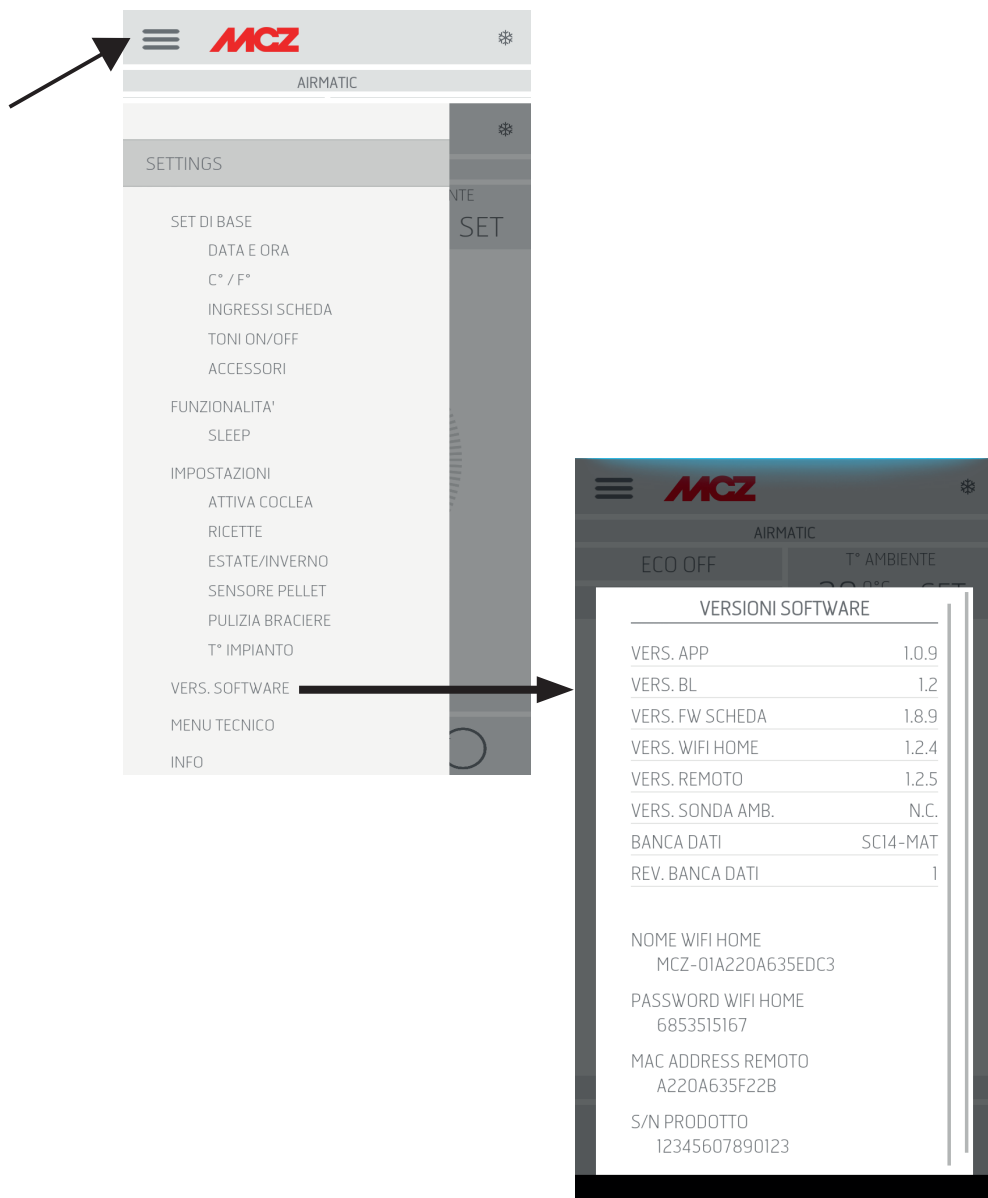 MCZ
AIRMATIC
SETTINGS
NTE
SET
SET DI BASE
DATA E ORA
C° / F°
INGRESSI SCHEDA
TONI ON/OFF
ACCESSORI
FUNZIONALITA'
SLEEP
IMPOSTAZIONI
ATTIVA COCLEA
RICETTE
ESTATE/INVERNO
SENSORE PELLET
PULIZIA BRACIERE
T° IMPIANTO
VERS. SOFTWARE
MENU TECNICO
INFO
MCZ
AIRMATIC
ECO OFF
T° AMBIENTE
VERSIONI SOFTWARE
VERS. APP 1.0.9
VERS. BL 1.2
VERS. FW SCHEDA 1.8.9
VERS. WIFI HOME 1.2.4
VERS. REMOTO 1.2.5
VERS. SONDA AMB. N.C.
BANCA DATI SC14-MAT
REV. BANCA DATI 1
NOME WIFI HOME
MCZ-01A220A635EDC3
PASSWORD WIFI HOME
6853515167
MAC ADDRESS REMOTO
A220A635F22B
S/N PRODOTTO
12345607890123